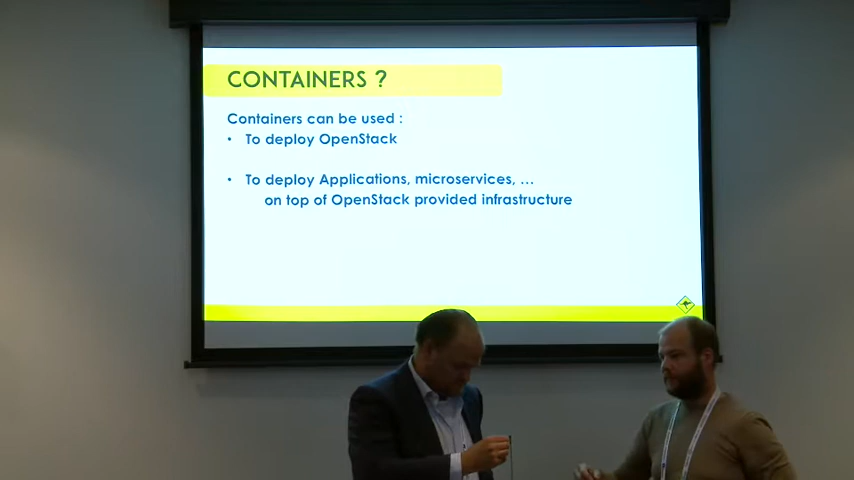 CONTAINERS ?
Containers can be used :
• To deploy OpenStack
• To deploy Applications, microservices, ...
on top of OpenStack provided infrastructure